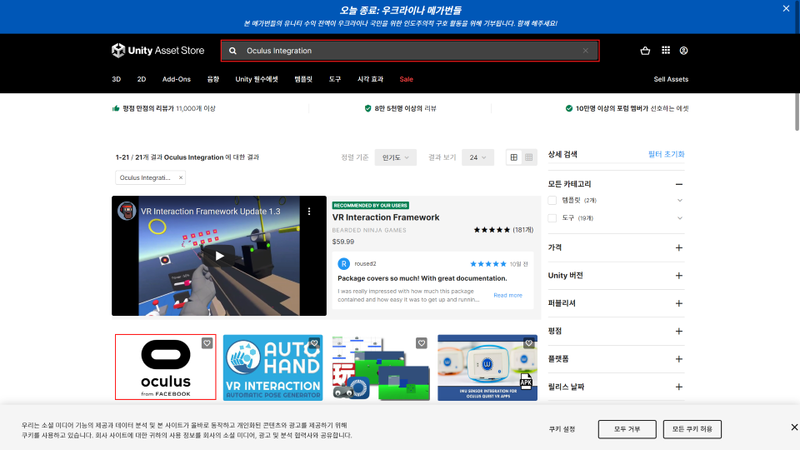 오늘 종료: 우크라이나 메가번들
본 메가번들의 유니티 수익 전액이 우크라이나 국민을 위한 인도주의적 구호 활동을 위해 기부됩니다. 함께 해주세요!
Unity Asset Store
Oculus Integration
3D 2D Add-Ons 음향 Unity 필수에셋 템플릿 도구 시각 효과 Sale Sell Assets
평점 만점의 리뷰가 11,000개 이상
8만 5천명 이상의 리뷰
10만명 이상의 포럼 멤버가 선호하는 에셋
1-21 / 21개 결과 Oculus Integration 에 대한 결과
정렬 기준 인기도 결과 보기 24
Oculus Integrati...
상세 검색 필터 초기화
모든 카테고리
템플릿 (2개)
도구 (19개)
가격
Unity 버전
퍼블리셔
평점
플랫폼
릴리스 날짜
VR Interaction Framework Update 1.3
RECOMMENDED BY OUR USERS
VR Interaction Framework
BEARDED NINJA GAMES
(181개)
$59.99
R roused2 10일 전
Package covers so much! With great documentation.
I was really impressed with how much this package
contained and how easy it was to get up and runnin...
Read more
oculus
from FACEBOOK
AUTO
HAND
VR INTERACTION
AUTOMATIC POSE GENERATOR
玩
APK
우리는 소셜 미디어 기능의 제공과 데이터 분석 및 본 사이트가 올바로 동작하고 개인화된 콘텐츠와 광고를 제공하기 위해
쿠키를 사용하고 있습니다. 회사 사이트에 대한 귀하의 사용 정보를 회사의 소셜 미디어, 광고 및 분석 협력사와 공유합니다.
쿠키 설정
모두 거부
모든 쿠키 허용